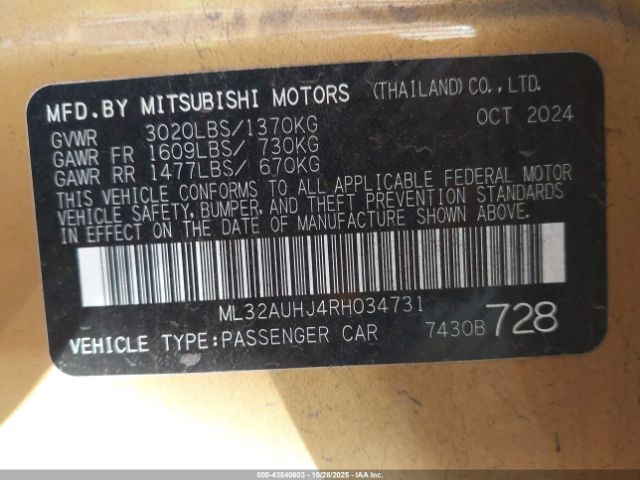 MFD.BY MITSUBISHI MOTORS (THAILAND) CO.,LTD.
GVWR 3020LBS/1370KG OCT 2024
GAWR FR 1609LBS/ 730KG
GAWR RR 1477LBS/ 670KG
THIS VEHICLE CONFORMS TO ALL APPLICABLE FEDERAL MOTOR
VEHICLE SAFETY, BUMPER, AND THEFT PREVENTION STANDARDS
IN EFFECT ON THE DATE OF MANUFACTURE SHOWN ABOVE.
ML32AUHJ4RH034731
VEHICLE TYPE:PASSENGER CAR 7430B 728
000-43540603 | 10/28/2025 | © IAA Holdings, LLC